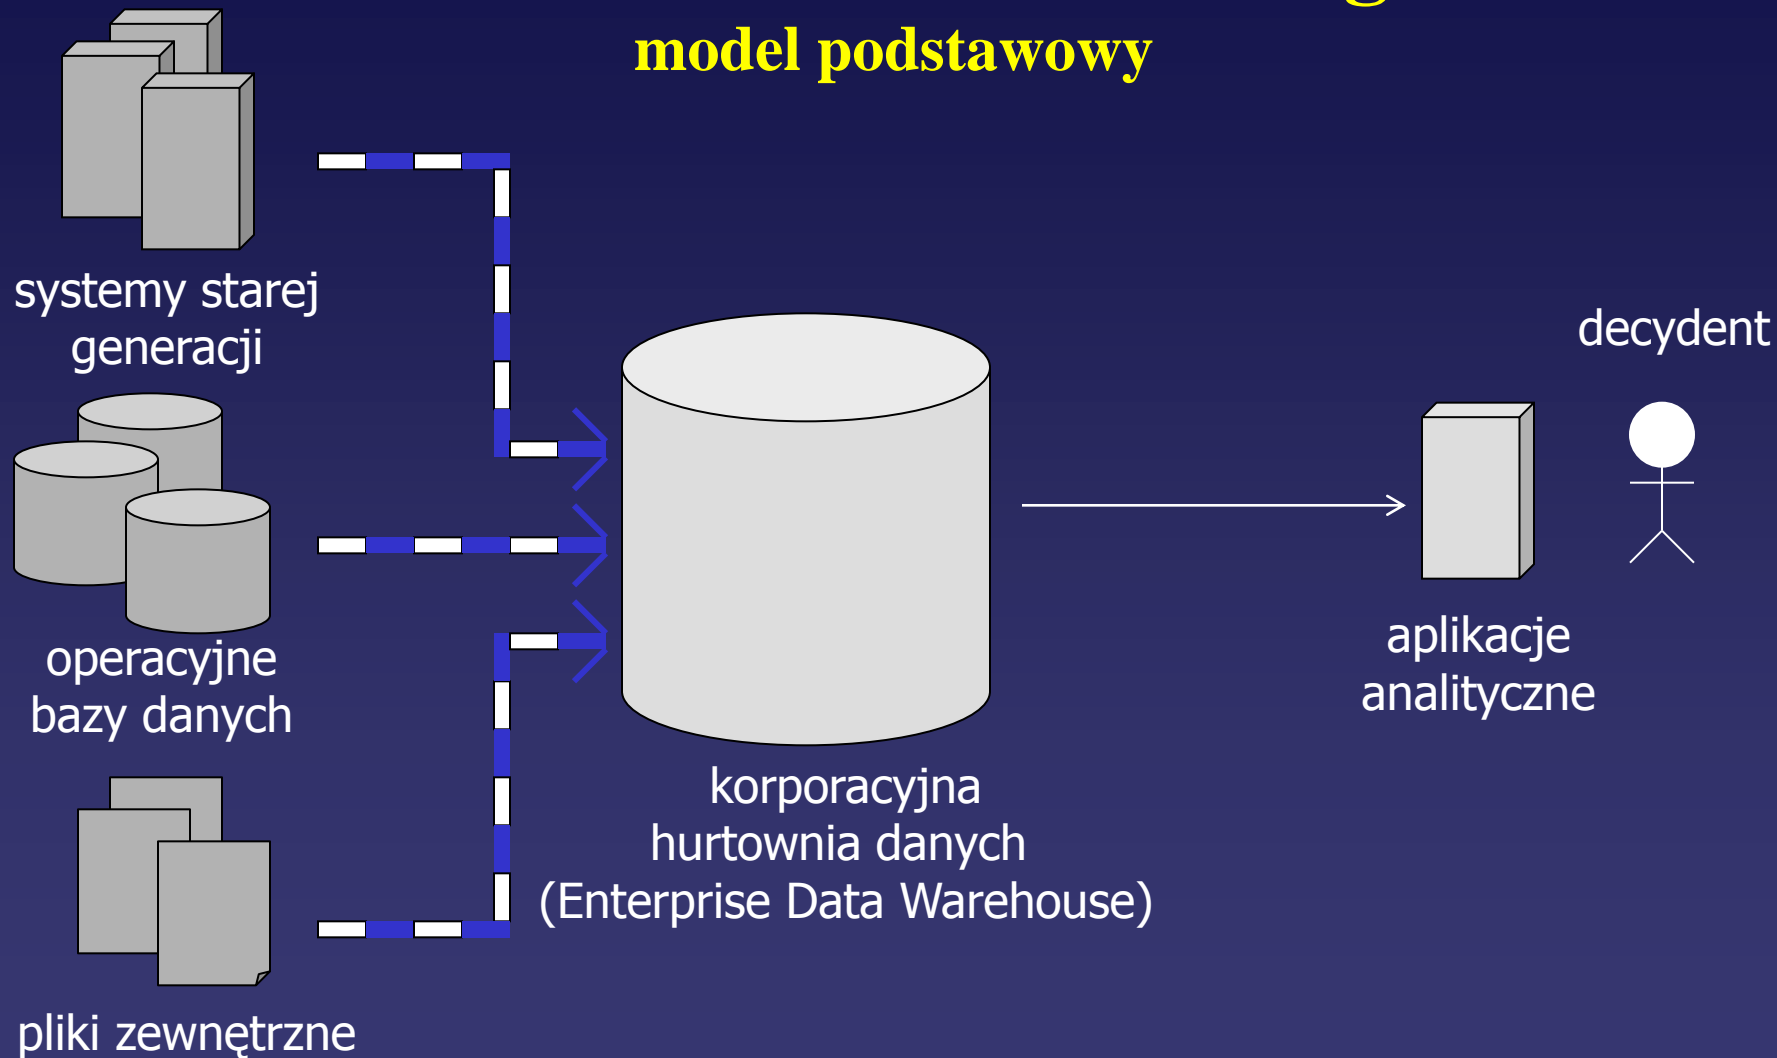 model podstawowy
systemy starej
generacji
decydent
operacyjne
bazy danych
aplikacje
analityczne
korporacyjna
hurtownia danych
(Enterprise Data Warehouse)
pliki zewnętrzne